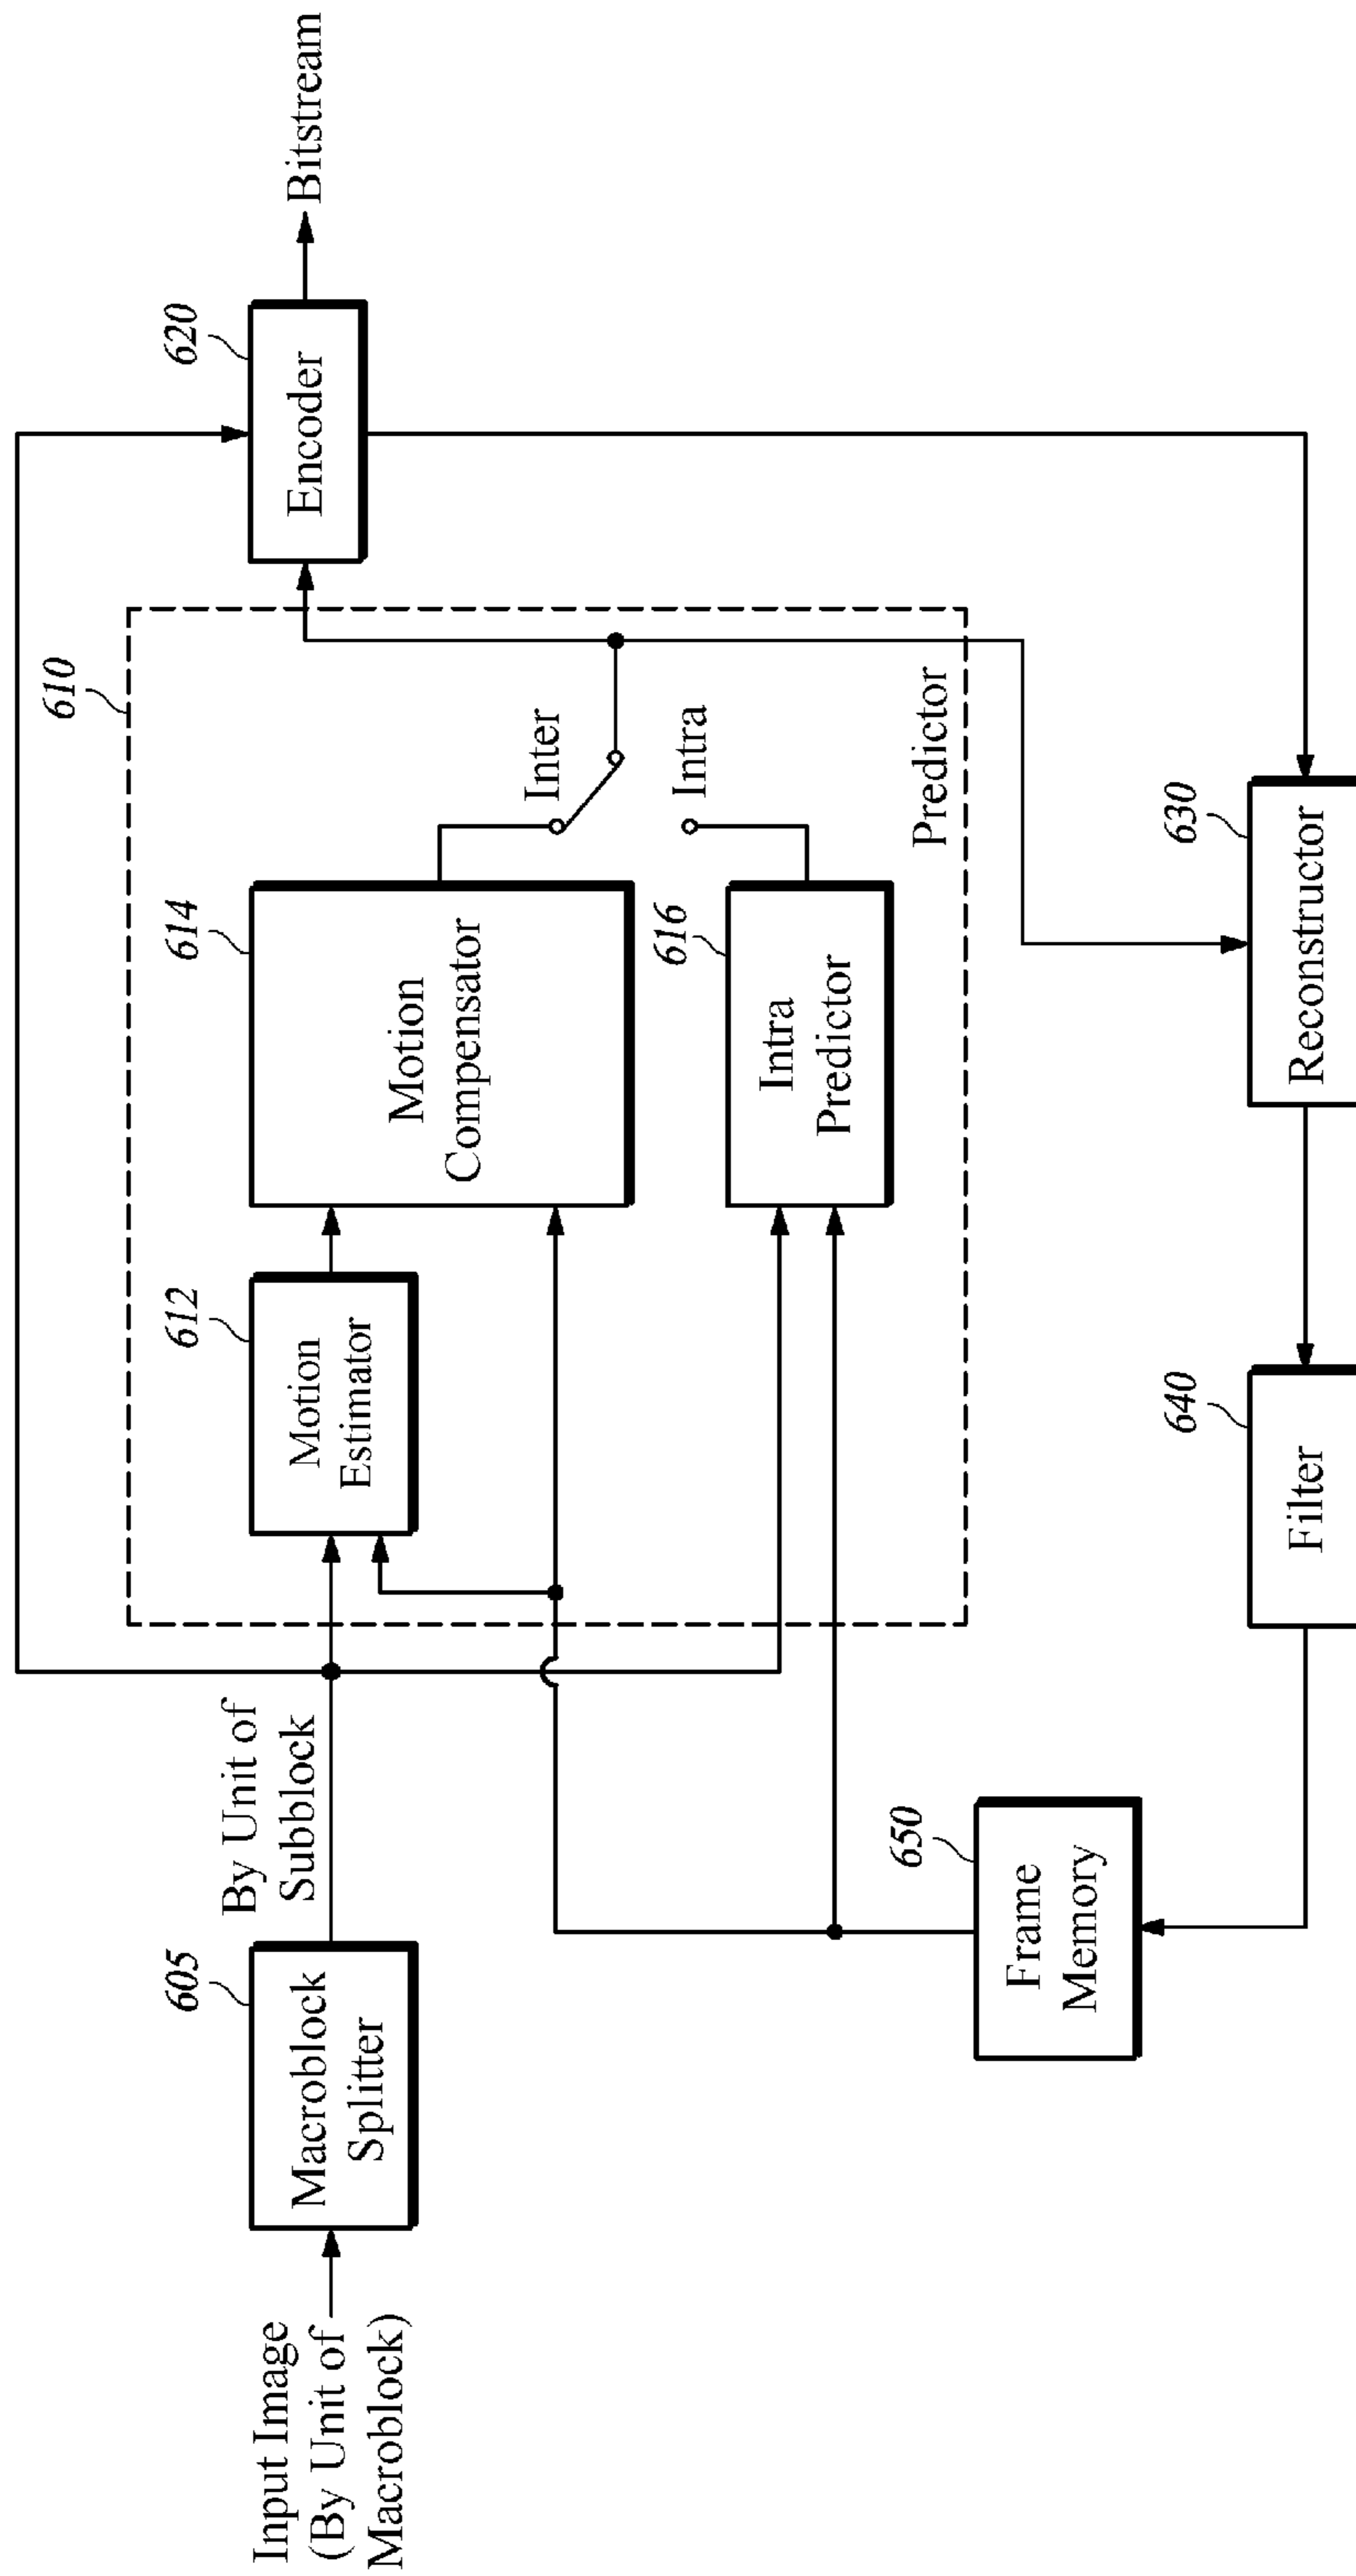 Input Image
(By Unit of
Macroblock)
605
Macroblock
Splitter
By Unit of
Subblock
610
612
Motion
Estimator
614
Motion
Compensator
616
Intra
Predictor
Inter
Intra
Predictor
620
Encoder
Bitstream
650
Frame
Memory
640
Filter
630
Reconstructor